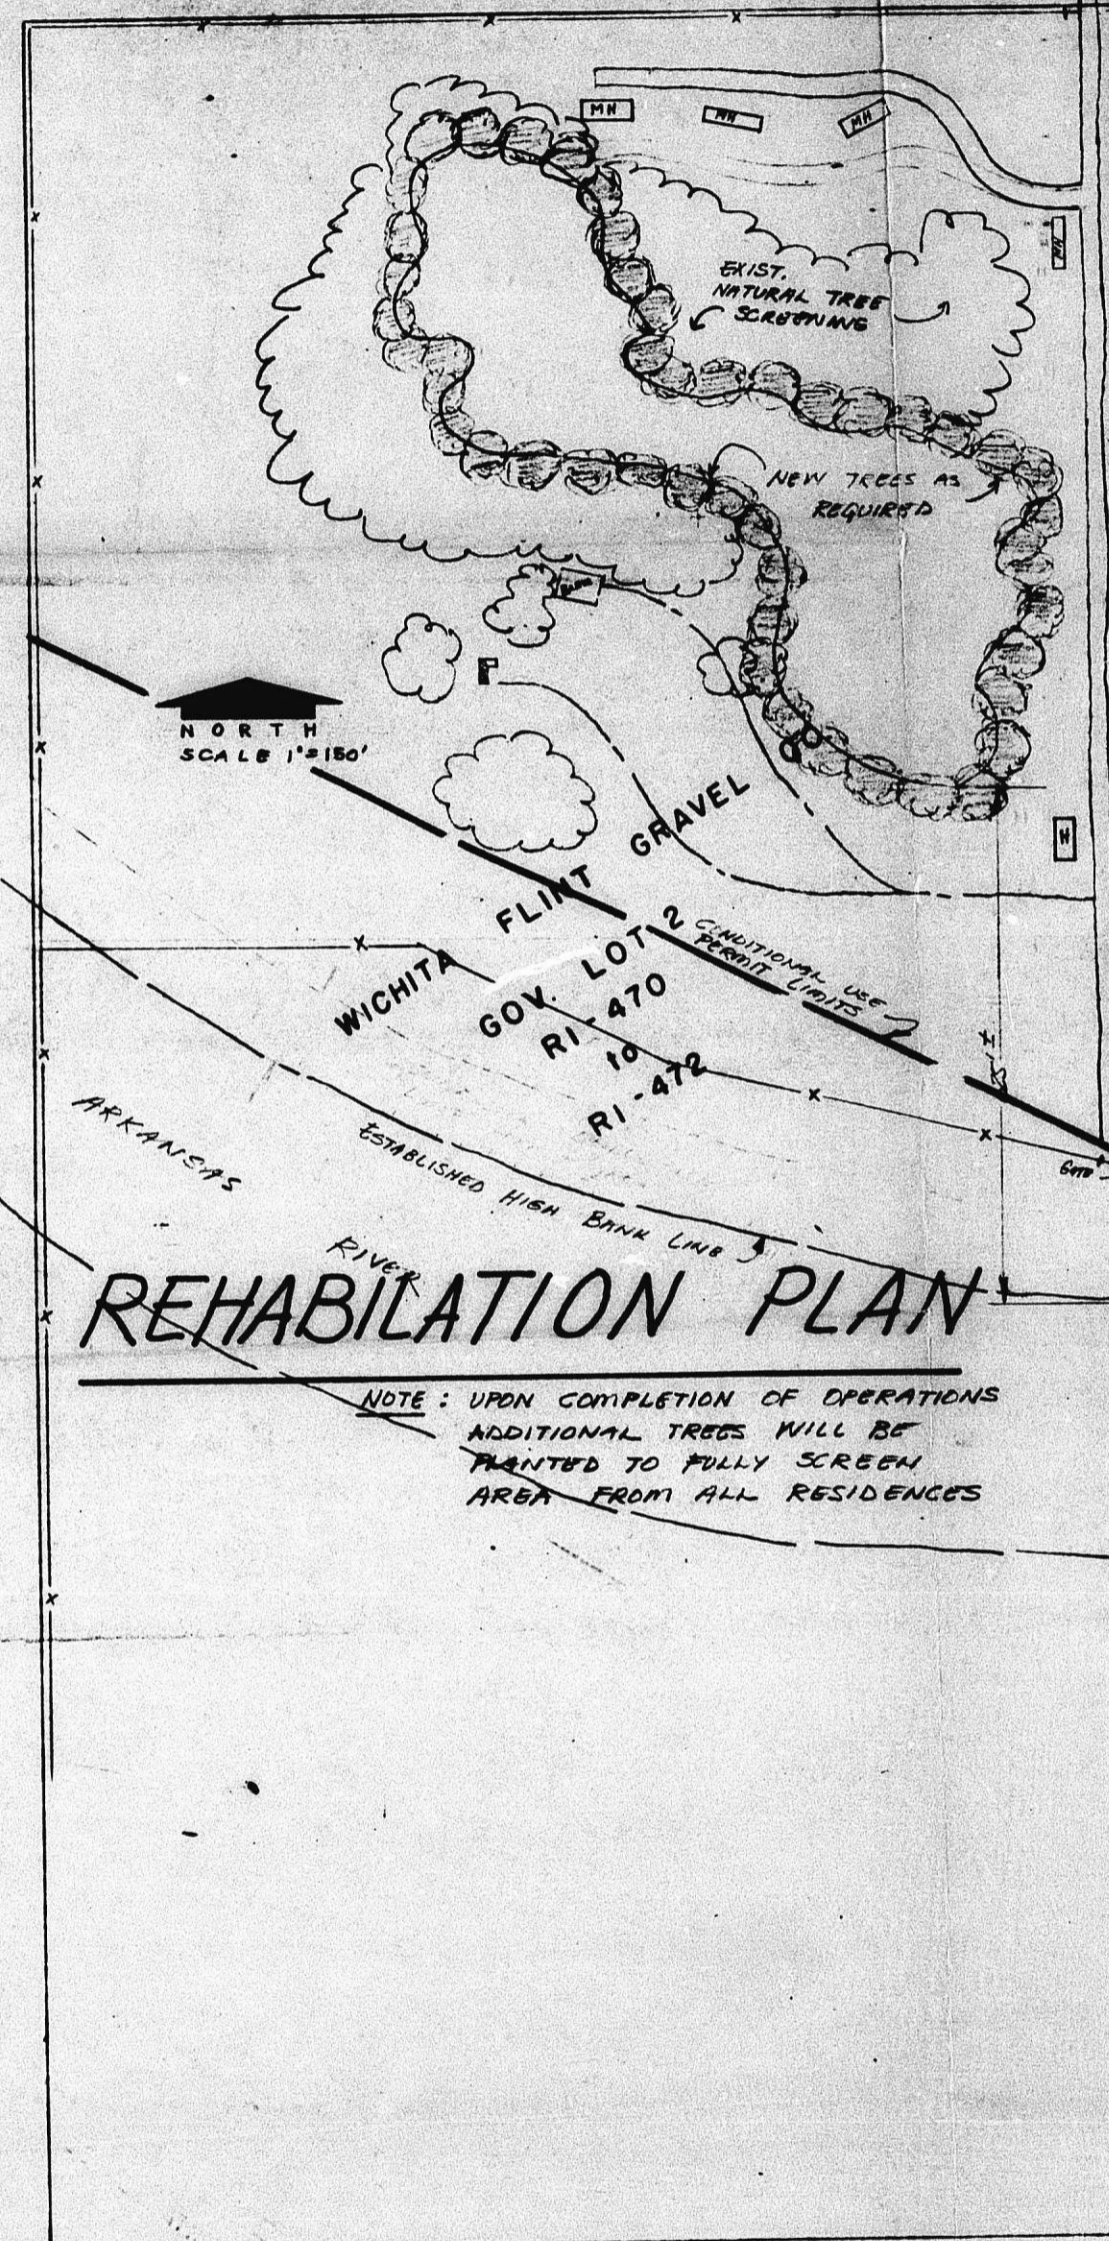 MH
MH
MH
MH
EXIST.
NATURAL TREE
SCREENING
NEW TREES AS
REQUIRED
NORTH
SCALE 1"=150'
H
WICHITA FLINT GRAVEL
GOV. LOT 2
RI-470
to
RI-472
CONDITIONAL USE
PERMIT LIMITS
ARKANSAS
RIVER
ESTABLISHED HIGH BANK LINE
REHABILATION PLAN
NOTE: UPON COMPLETION OF OPERATIONS
ADDITIONAL TREES WILL BE
PLANTED TO FULLY SCREEN
AREA FROM ALL RESIDENCES